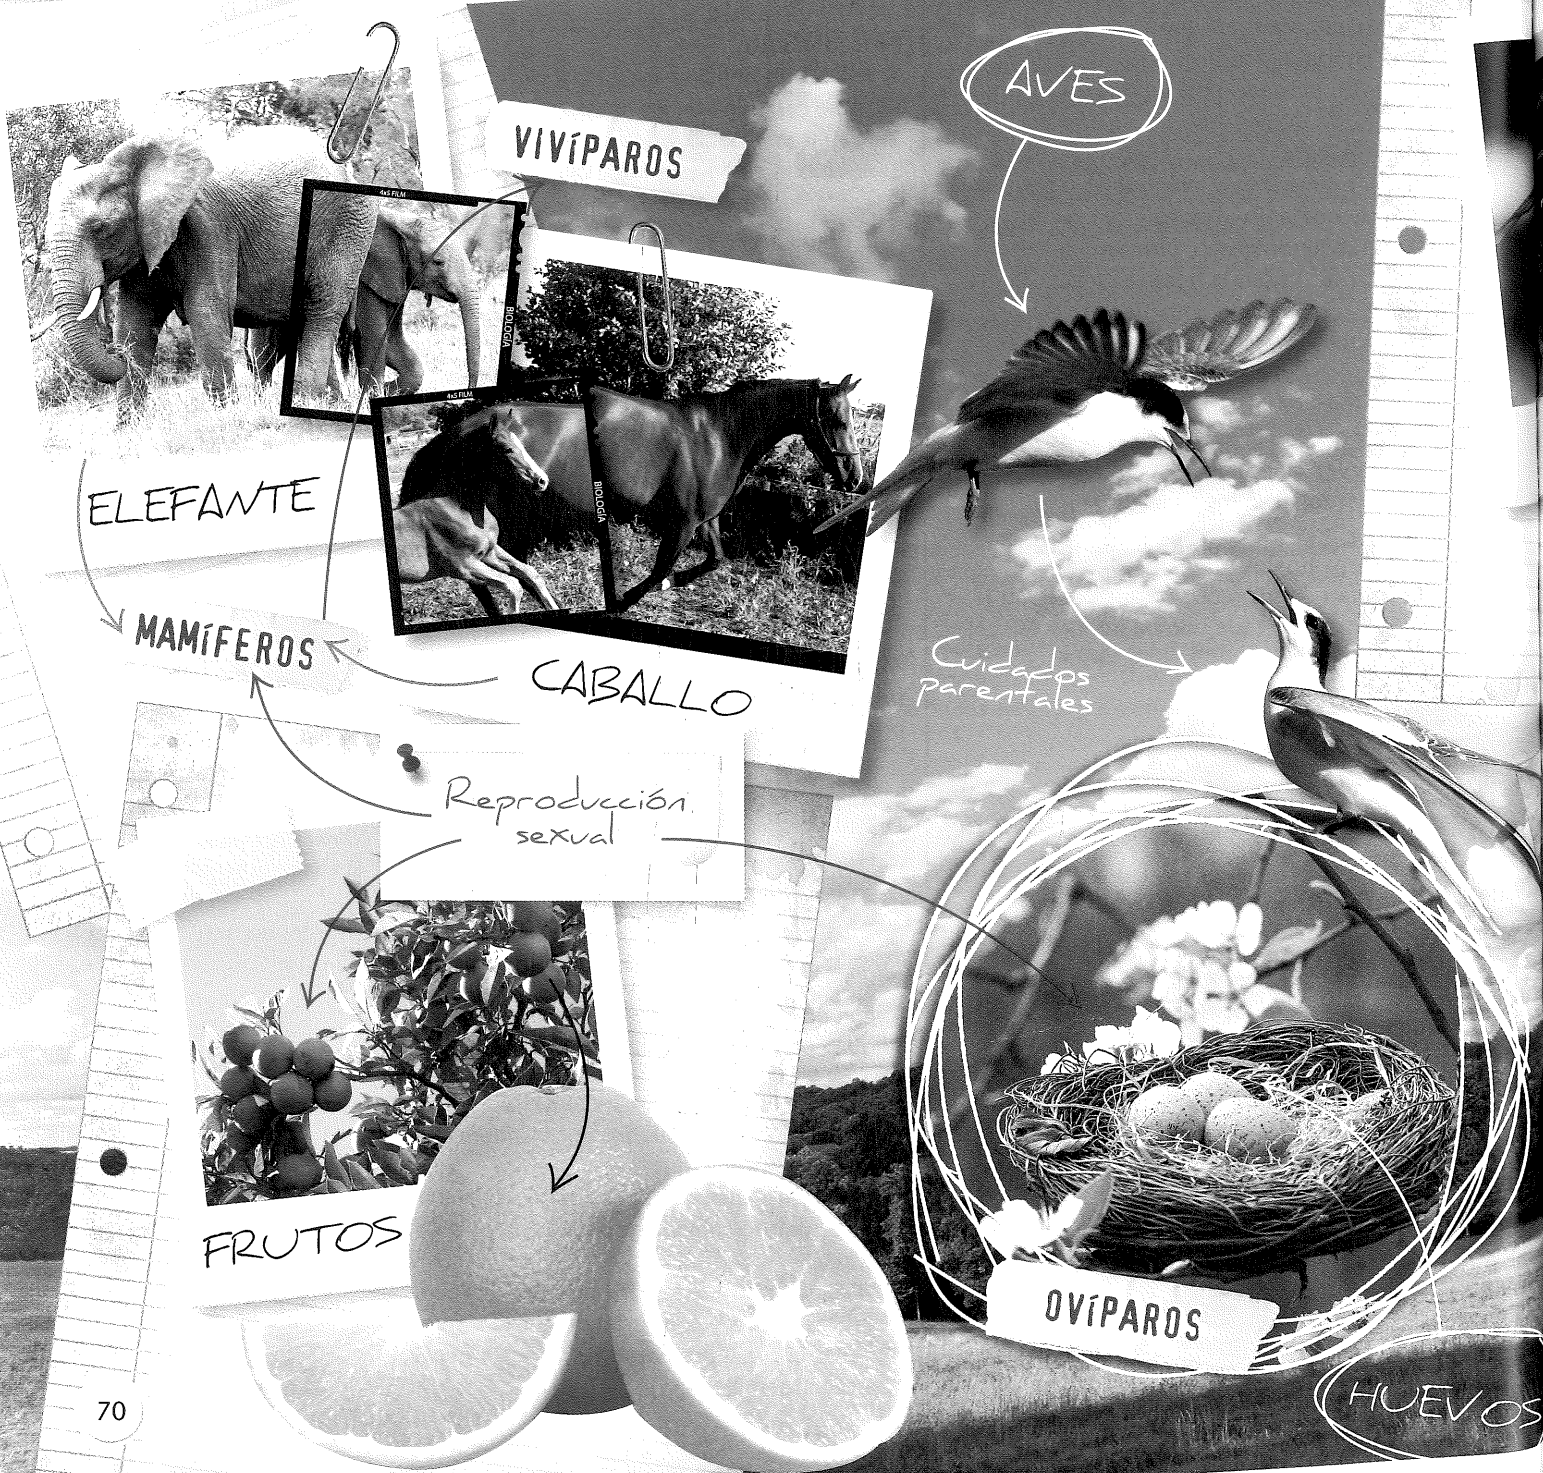 AVES
VIVÍPAROS
4x5 FILM
BIOLOGÍA
4x5 FILM
BIOLOGÍA
ELEFANTE
MAMÍFEROS
CABALLO
Cuidados
parentales
Reproducción
sexual
FRUTOS
OVÍPAROS
HUEVOS
70